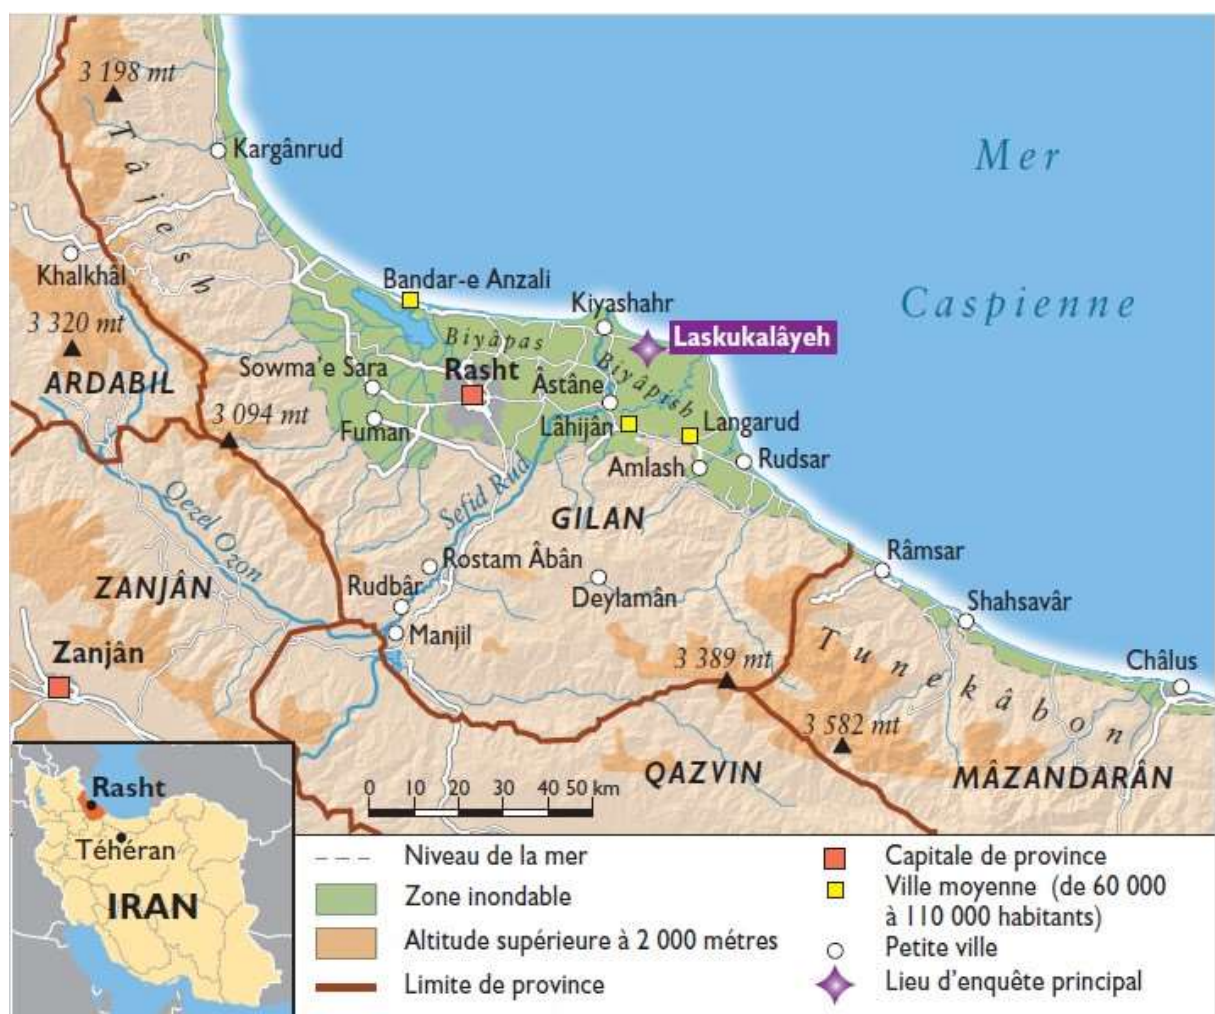 3 198 mt
Kargânrud
Tâlesh
Mer
Caspienne
Khalkhâl
Bandar-e Anzali
Kiyashahr
Laskukalâyeh
3 320 mt
Biyâpas
ARDABIL
Sowma'e Sara
Rasht
Âstâne
Biyâpish
3 094 mt
Fuman
Lâhijân
Langarud
Amlash
Rudsar
Qezel Ozon
Sefid Rud
GILAN
Rostam Âbân
Râmsar
ZANJÂN
Rudbâr
Deylamân
Shahsavâr
Manjil
Zanjân
3 389 mt
Tunekâbon
Châlus
3 582 mt
QAZVIN
MÂZANDARÂN
0 10 20 30 40 50 km
Rasht
Téhéran
IRAN
Niveau de la mer
Zone inondable
Altitude supérieure à 2 000 métres
Limite de province
Capitale de province
Ville moyenne (de 60 000
à 110 000 habitants)
Petite ville
Lieu d'enquête principal